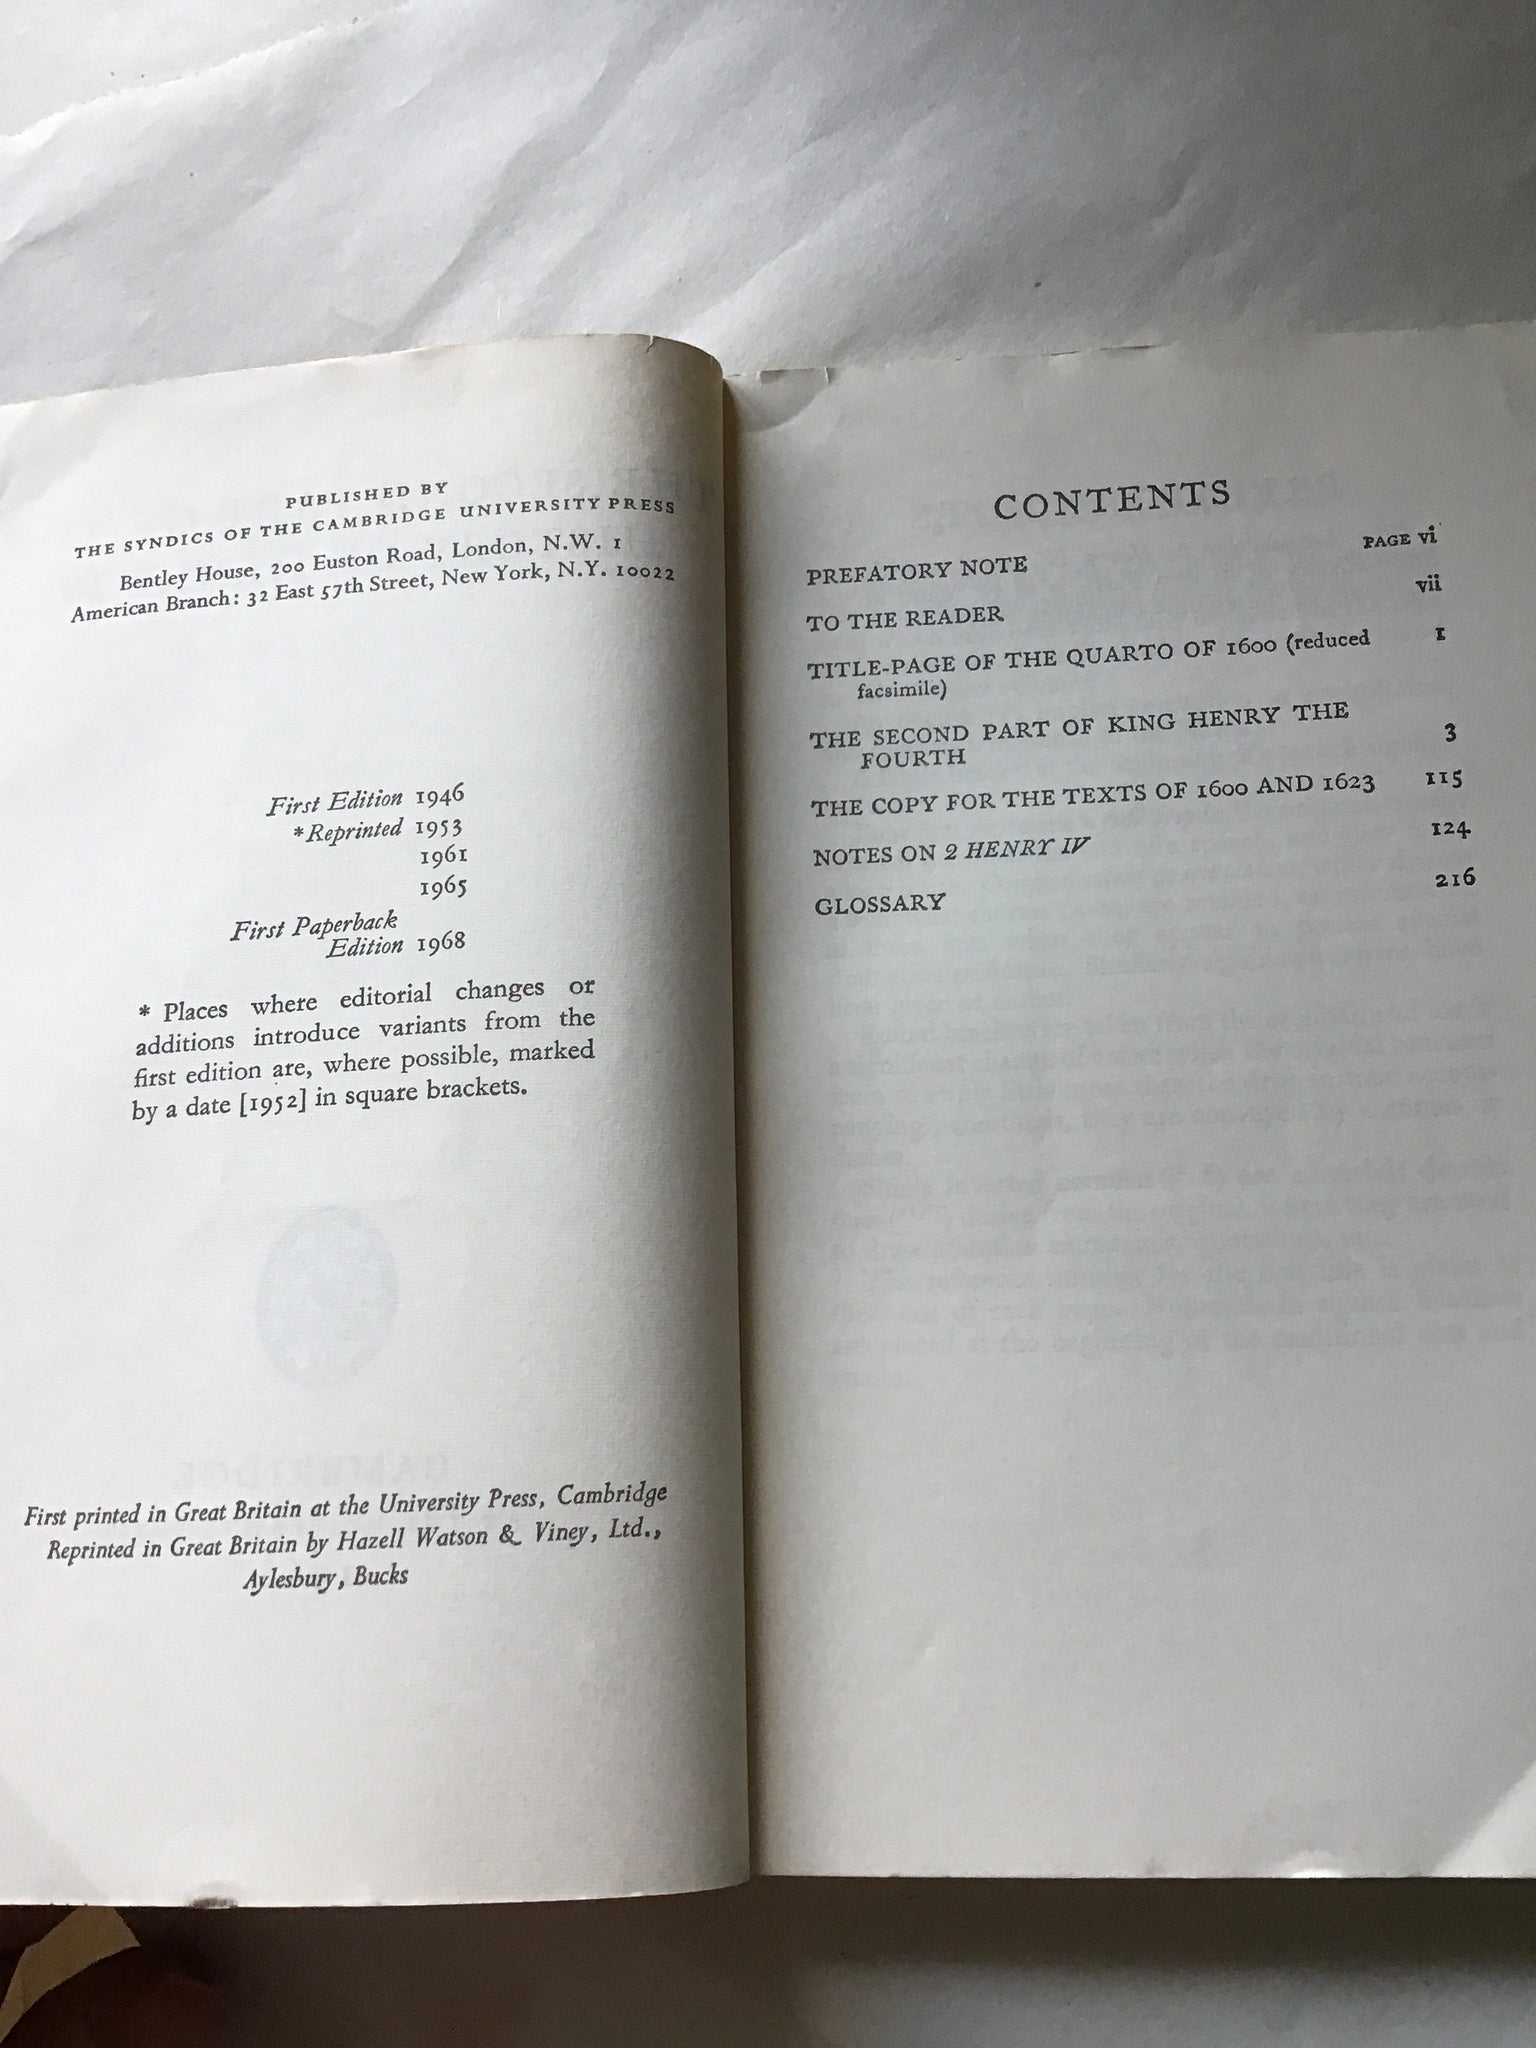 PUBLISHED BY
THE SYNDICS OF THE CAMBRIDGE UNIVERSITY PRESS
Bentley House, 200 Euston Road, London, N.W. 1
American Branch: 32 East 57th Street, New York, N.Y. 10022
First Edition 1946
*Reprinted 1953
1961
1965
First Paperback
Edition 1968
* Places where editorial changes or
additions introduce variants from the
first edition are, where possible, marked
by a date [1952] in square brackets.
First printed in Great Britain at the University Press, Cambridge
Reprinted in Great Britain by Hazell Watson & Viney, Ltd.,
Aylesbury, Bucks
CONTENTS
PREFATORY NOTE PAGE vi
TO THE READER vii
TITLE-PAGE OF THE QUARTO OF 1600 (reduced 1
facsimile)
THE SECOND PART OF KING HENRY THE
FOURTH 3
THE COPY FOR THE TEXTS OF 1600 AND 1623 115
NOTES ON 2 HENRY IV 124
GLOSSARY 216